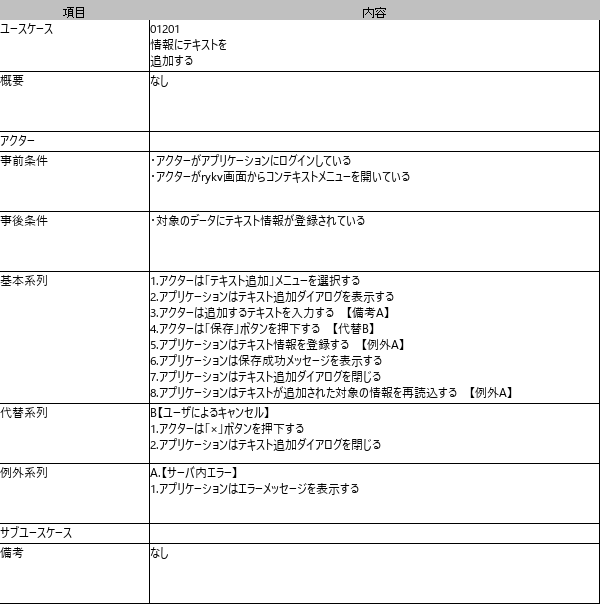 項目 内容
ユースケース 01201
情報にテキストを
追加する
概要 なし
アクター
事前条件 ・アクターがアプリケーションにログインしている
・アクターがrykv画面からコンテキストメニューを開いている
事後条件 ・対象のデータにテキスト情報が登録されている
基本系列 1.アクターは「テキスト追加」メニューを選択する
2.アプリケーションはテキスト追加ダイアログを表示する
3.アクターは追加するテキストを入力する 【備考A】
4.アクターは「保存」ボタンを押下する 【代替B】
5.アプリケーションはテキスト情報を登録する 【例外A】
6.アプリケーションは保存成功メッセージを表示する
7.アプリケーションはテキスト追加ダイアログを閉じる
8.アプリケーションはテキストが追加された対象の情報を再読込する 【例外A】
代替系列 B【ユーザによるキャンセル】
1.アクターは「×」ボタンを押下する
2.アプリケーションはテキスト追加ダイアログを閉じる
例外系列 A.【サーバ内エラー】
1.アプリケーションはエラーメッセージを表示する
サブユースケース
備考 なし